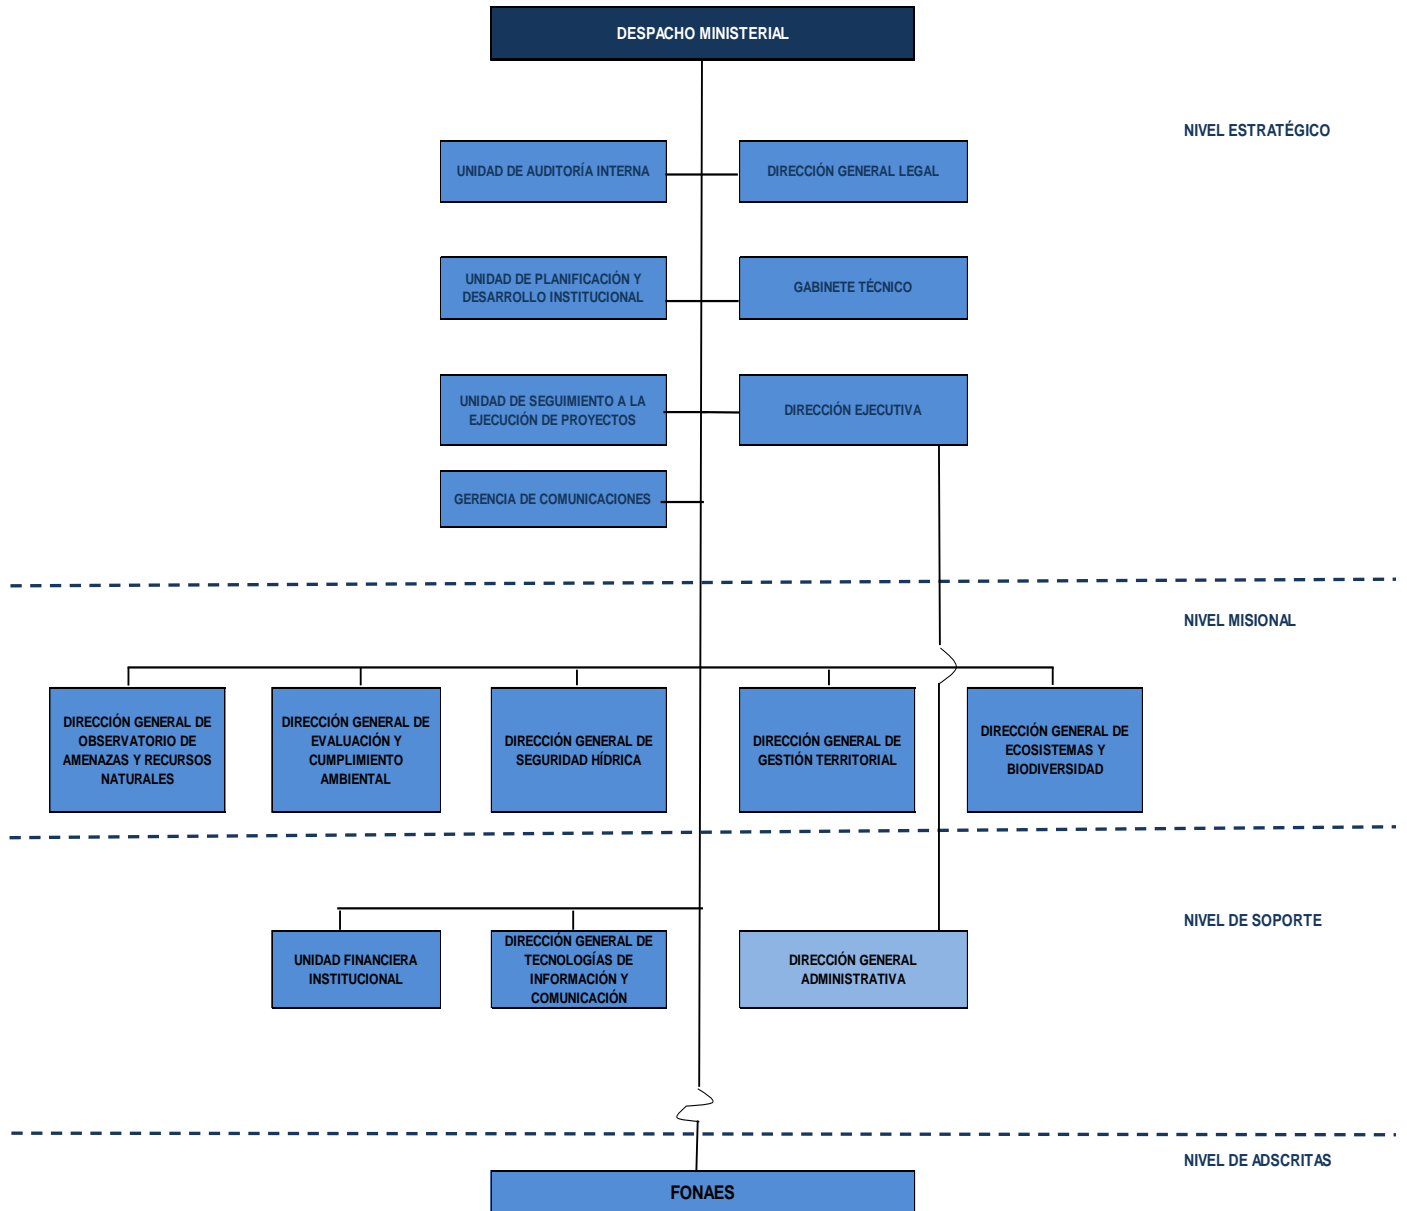 DESPACHO MINISTERIAL
NIVEL ESTRATÉGICO
UNIDAD DE AUDITORÍA INTERNA
DIRECCIÓN GENERAL LEGAL
UNIDAD DE PLANIFICACIÓN Y
DESARROLLO INSTITUCIONAL
GABINETE TÉCNICO
UNIDAD DE SEGUIMIENTO A LA
EJECUCIÓN DE PROYECTOS
DIRECCIÓN EJECUTIVA
GERENCIA DE COMUNICACIONES
NIVEL MISIONAL
DIRECCIÓN GENERAL DE
OBSERVATORIO DE
AMENAZAS Y RECURSOS
NATURALES
DIRECCIÓN GENERAL DE
EVALUACIÓN Y
CUMPLIMIENTO
AMBIENTAL
DIRECCIÓN GENERAL DE
SEGURIDAD HÍDRICA
DIRECCIÓN GENERAL DE
GESTIÓN TERRITORIAL
DIRECCIÓN GENERAL DE
ECOSISTEMAS Y
BIODIVERSIDAD
NIVEL DE SOPORTE
UNIDAD FINANCIERA
INSTITUCIONAL
DIRECCIÓN GENERAL DE
TECNOLOGÍAS DE
INFORMACIÓN Y
COMUNICACIÓN
DIRECCIÓN GENERAL
ADMINISTRATIVA
NIVEL DE ADSCRITAS
FONAES